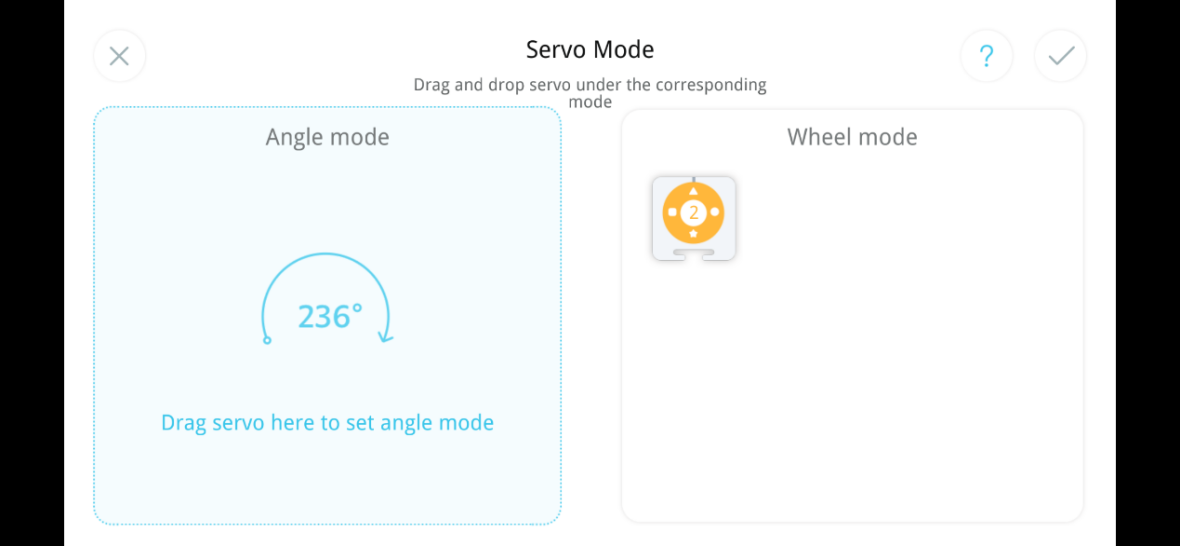 Servo Mode
?
Drag and drop servo under the corresponding
mode
Angle mode
236°
Drag servo here to set angle mode
Wheel mode
2